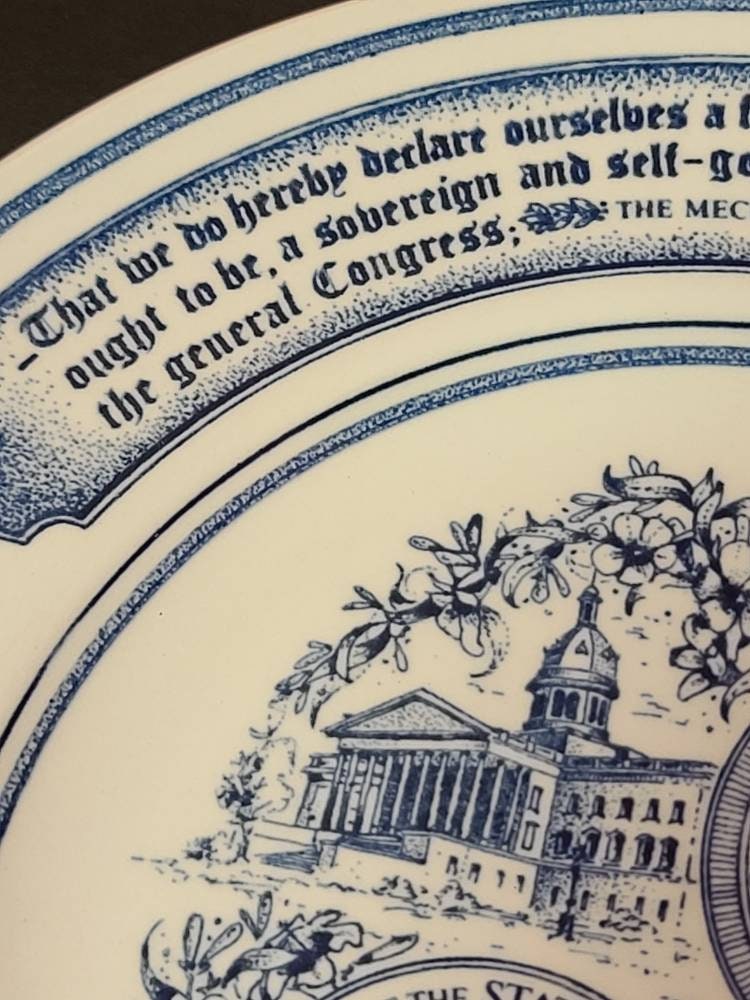 —That we do hereby declare ourselves a
ought to be, a sovereign and self-go
the general Congress; THE MEC
THE STA